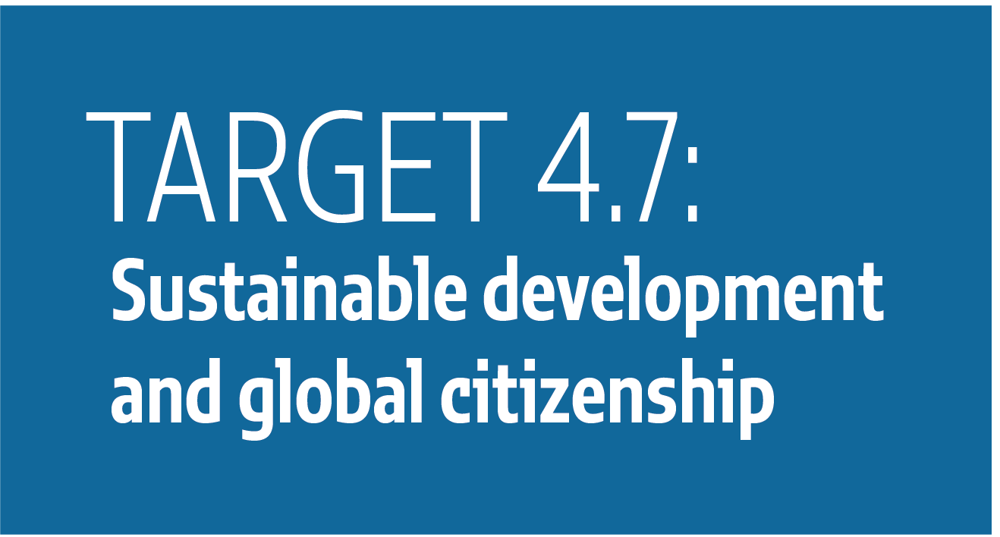 TARGET 4.7:
Sustainable development
and global citizenship